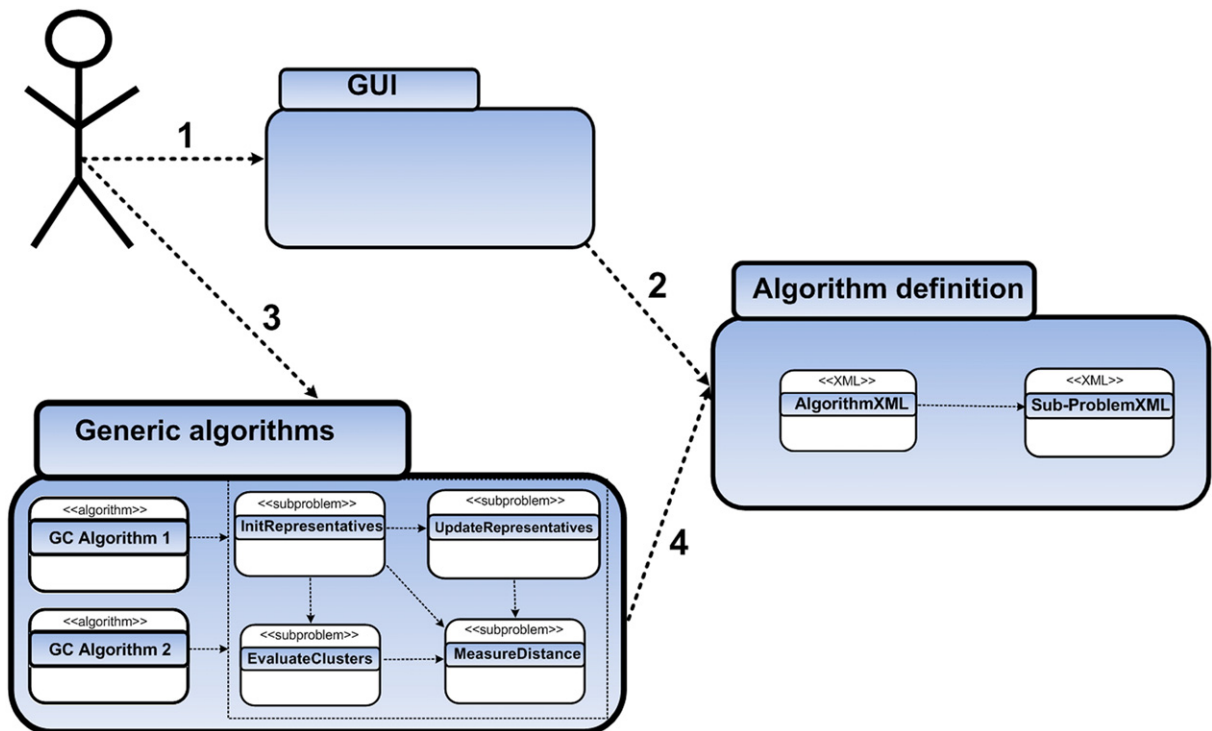 GUI
1
2
Algorithm definition
3
<<XML>>
AlgorithmXML
<<XML>>
Sub-ProblemXML
Generic algorithms
4
<<algorithm>>
GC Algorithm 1
<<subproblem>>
InitRepresentatives
<<subproblem>>
UpdateRepresentatives
<<algorithm>>
GC Algorithm 2
<<subproblem>>
EvaluateClusters
<<subproblem>>
MeasureDistance